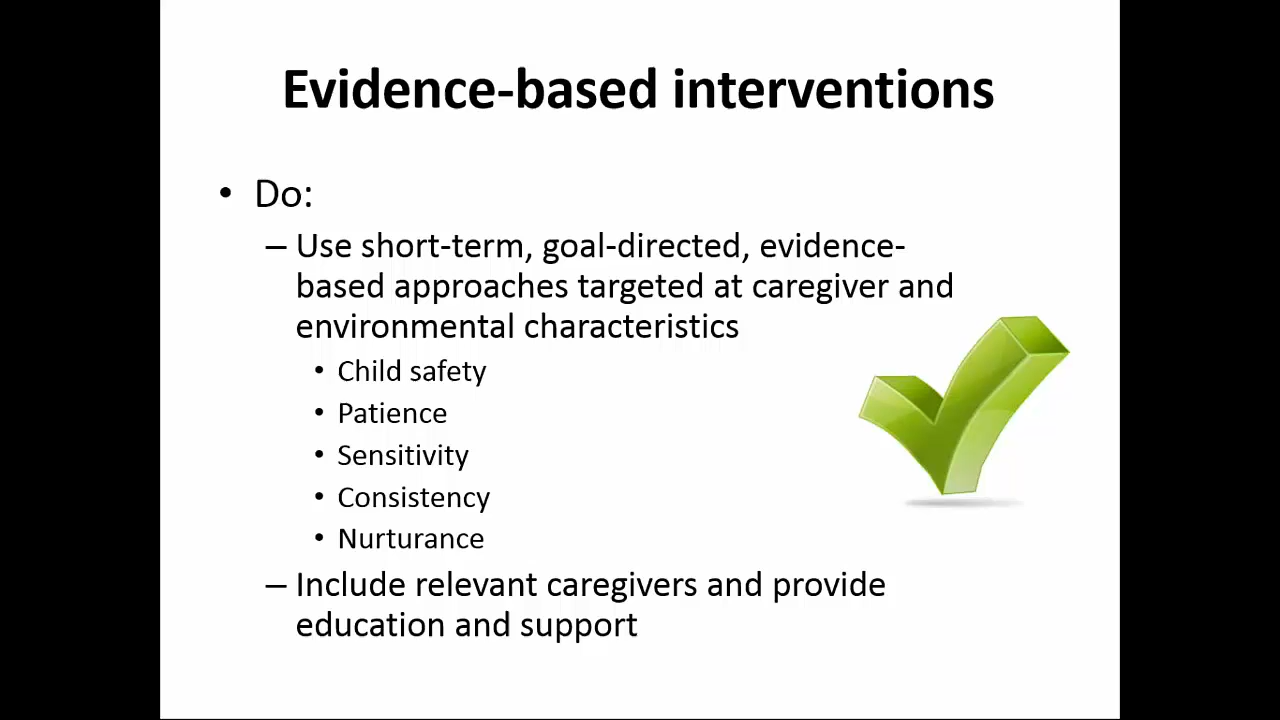 Evidence-based interventions
• Do:
– Use short-term, goal-directed, evidence-
based approaches targeted at caregiver and
environmental characteristics
• Child safety
• Patience
• Sensitivity
• Consistency
• Nurturance
– Include relevant caregivers and provide
education and support